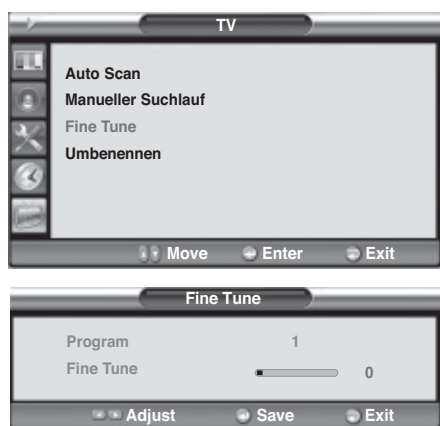 TV
Auto Scan
Manueller Suchlauf
Fine Tune
Umbenennen
Move Enter Exit
Fine Tune
Program 1
Fine Tune 0
Adjust Save Exit